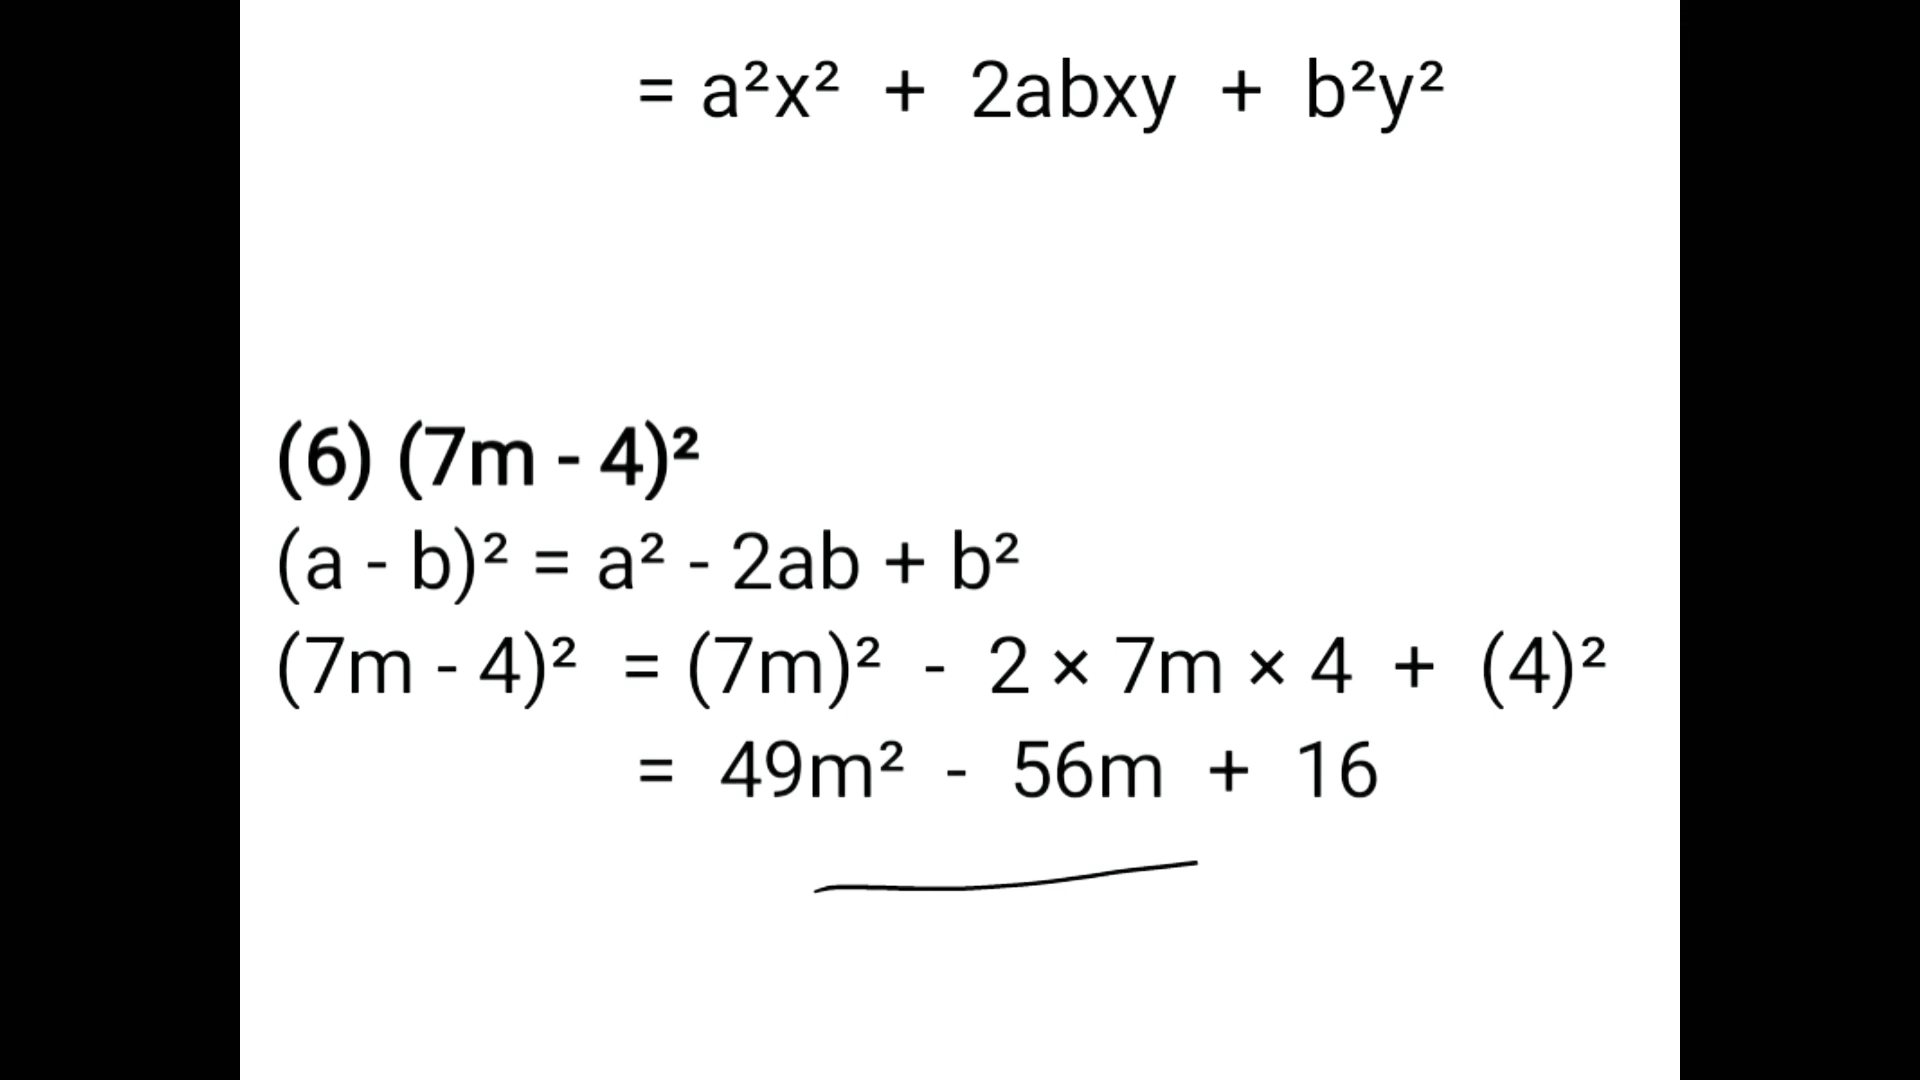 = a²x² + 2abxy + b²y²
(6) (7m - 4)²
(a - b)² = a² - 2ab + b²
(7m - 4)² = (7m)² - 2 × 7m × 4 + (4)²
= 49m² - 56m + 16